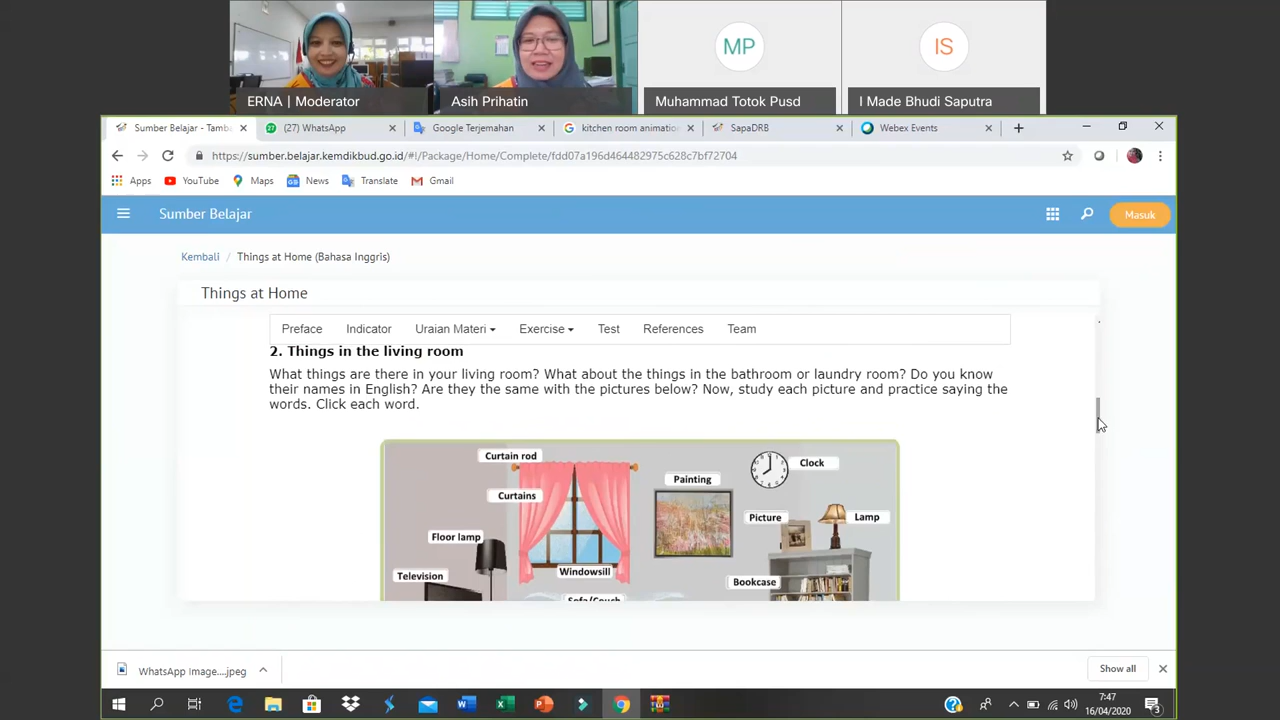 MP
IS
ERNA | Moderator
Asih Prihatin
Muhammad Totok Pusd
I Made Bhudi Saputra
Sumber Belajar - Tamba
(27) WhatsApp
Google Terjemahan
kitchen room animatio
SapaDRB
Webex Events
https://sumber.belajar.kemdikbud.go.id/#!/Package/Home/Complete/fdd07a196d464482975c628c7bf72704
Apps
YouTube
Maps
News
Translate
Gmail
Sumber Belajar
Masuk
Kembali / Things at Home (Bahasa Inggris)
Things at Home
Preface
Indicator
Uraian Materi
Exercise
Test
References
Team
2. Things in the living room
What things are there in your living room? What about the things in the bathroom or laundry room? Do you know
their names in English? Are they the same with the pictures below? Now, study each picture and practice saying the
words. Click each word.
Curtain rod
Clock
Painting
Curtains
Picture
Lamp
Floor lamp
Windowsill
Television
Bookcase
Sofa/Couch
WhatsApp Image....jpeg
Show all
7:47
16/04/2020
3